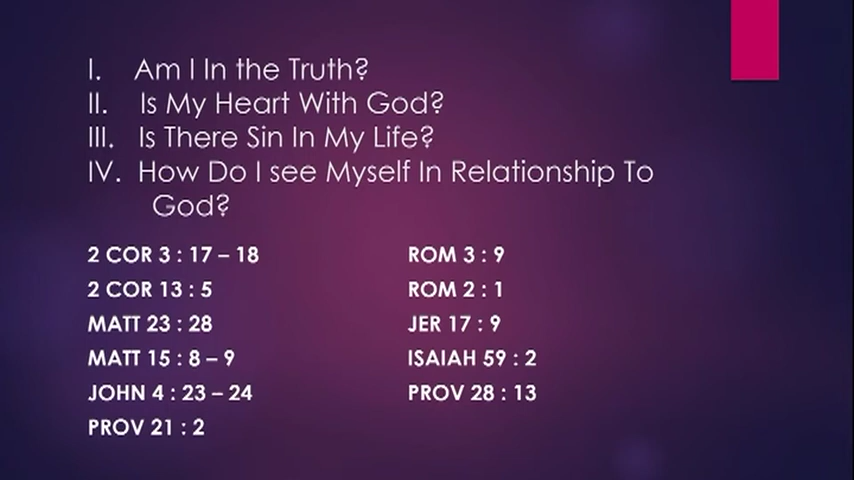 I. Am I In the Truth?
II. Is My Heart With God?
III. Is There Sin In My Life?
IV. How Do I see Myself In Relationship To
God?
2 COR 3 : 17 – 18
2 COR 13 : 5
MATT 23 : 28
MATT 15 : 8 – 9
JOHN 4 : 23 – 24
PROV 21 : 2
ROM 3 : 9
ROM 2 : 1
JER 17 : 9
ISAIAH 59 : 2
PROV 28 : 13